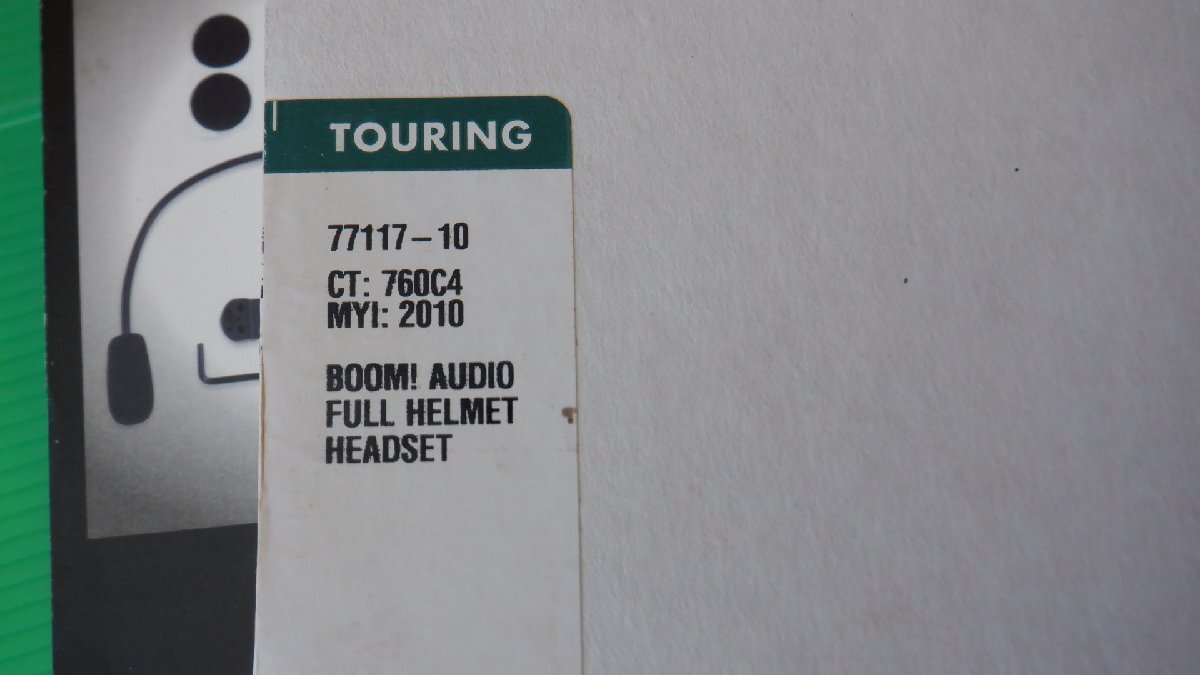 TOURING
77117-10
CT: 760C4
MYI: 2010
BOOM! AUDIO
FULL HELMET
HEADSET